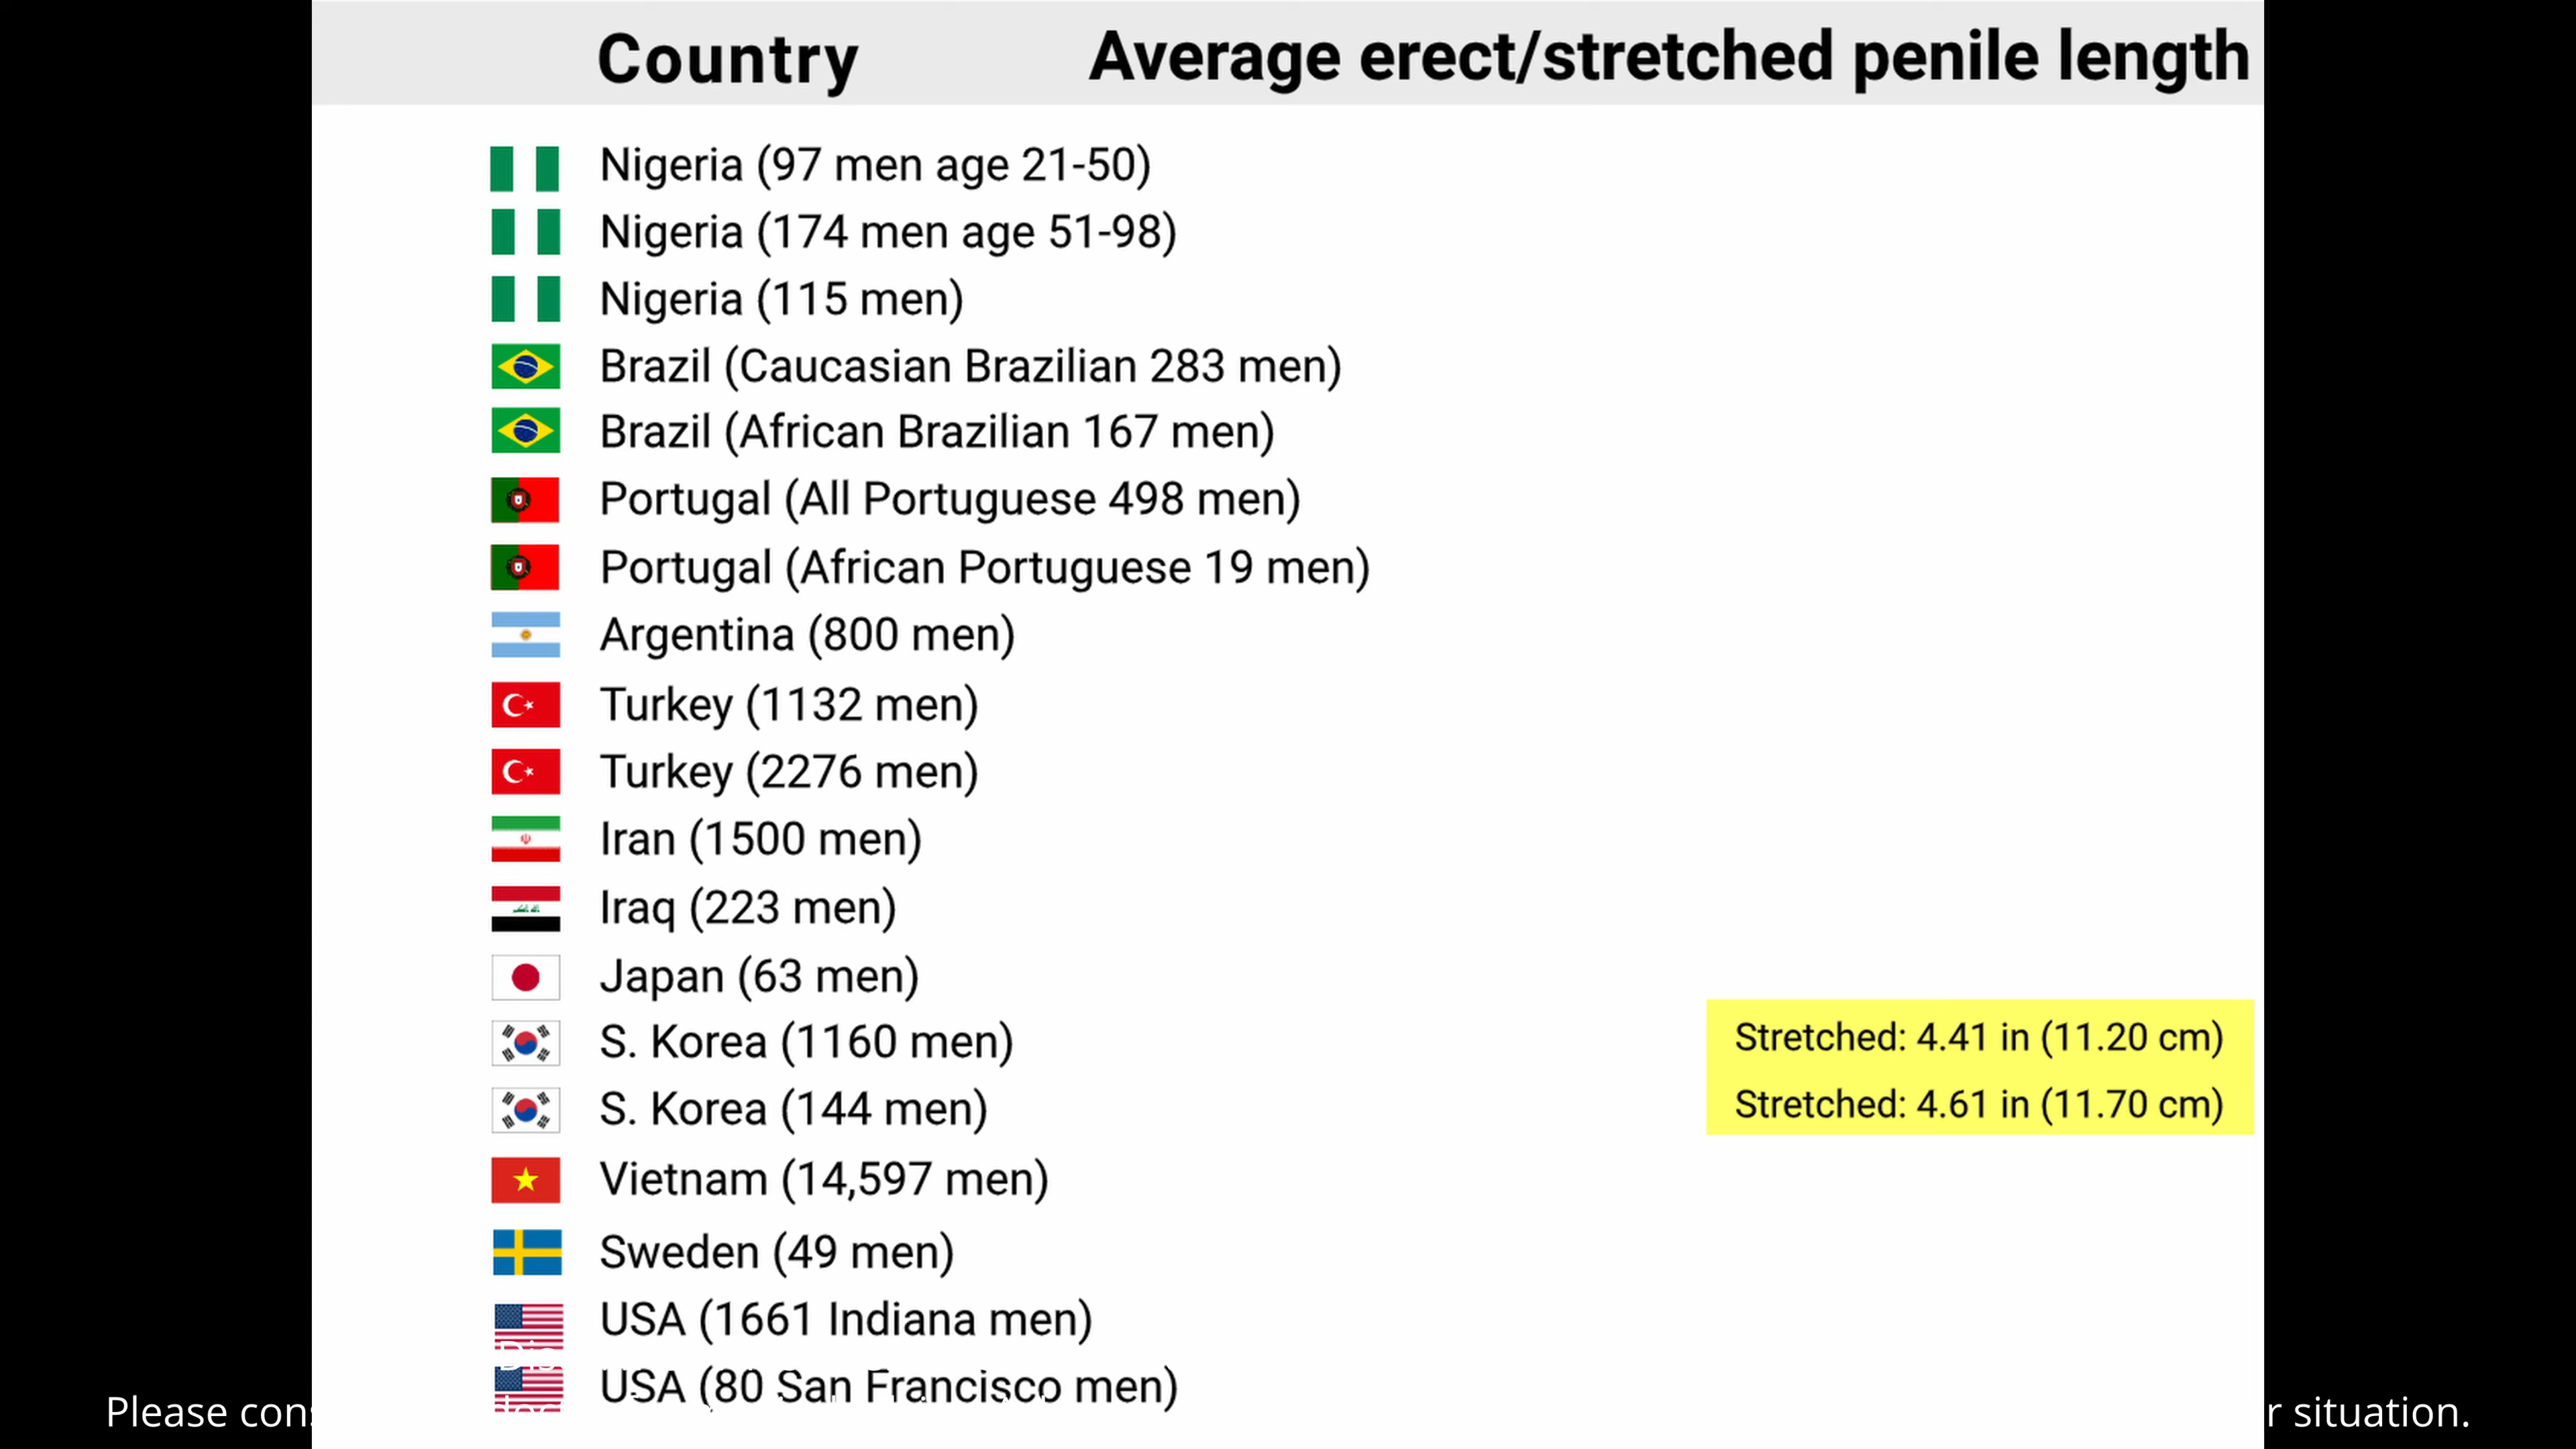 Country Average erect/stretched penile length
Nigeria (97 men age 21-50)
Nigeria (174 men age 51-98)
Nigeria (115 men)
Brazil (Caucasian Brazilian 283 men)
Brazil (African Brazilian 167 men)
Portugal (All Portuguese 498 men)
Portugal (African Portuguese 19 men)
Argentina (800 men)
Turkey (1132 men)
Turkey (2276 men)
Iran (1500 men)
Iraq (223 men)
Japan (63 men)
S. Korea (1160 men) Stretched: 4.41 in (11.20 cm)
S. Korea (144 men) Stretched: 4.61 in (11.70 cm)
Vietnam (14,597 men)
Sweden (49 men)
USA (1661 Indiana men)
USA (80 San Francisco men)
Please situation.